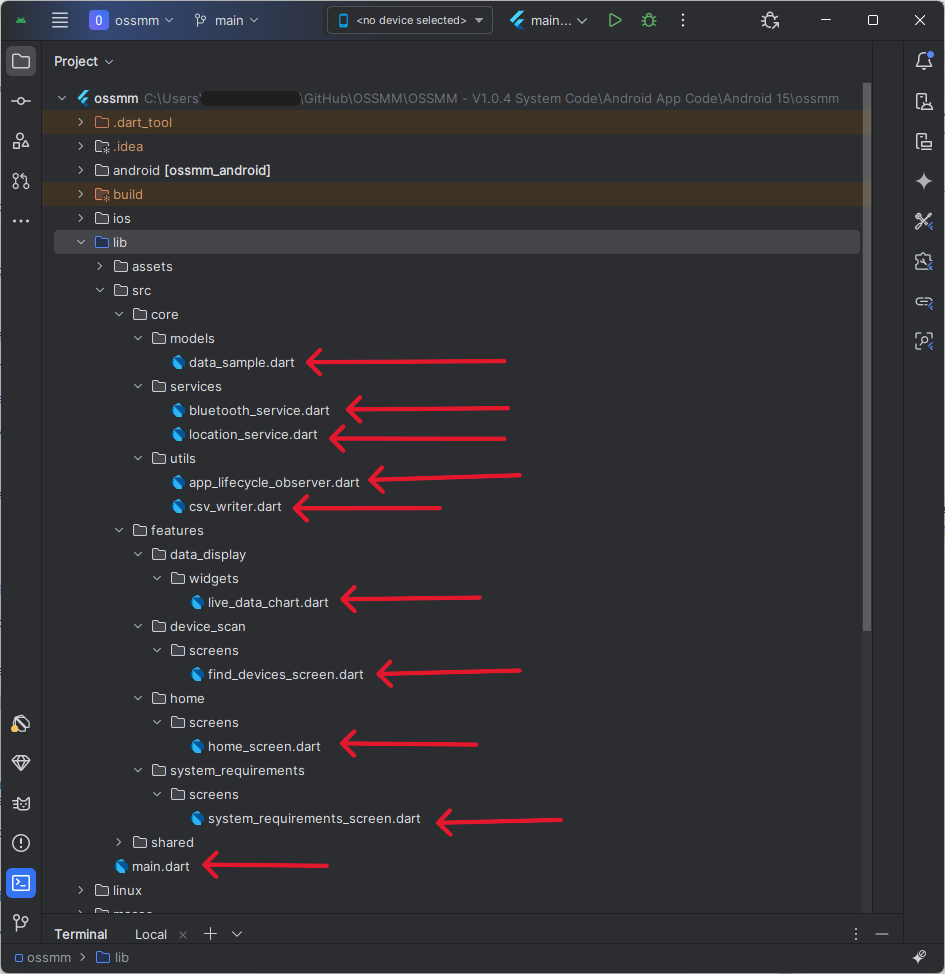 O ossmm main <no device selected> main...
Project
ossmm C:\Users\ \GitHub\OSSMM\OSSMM - V1.0.4 System Code\Android App Code\Android 15\ossmm
.dart_tool
.idea
android [ossmm_android]
build
ios
lib
assets
src
core
models
data_sample.dart
services
bluetooth_service.dart
location_service.dart
utils
app_lifecycle_observer.dart
csv_writer.dart
features
data_display
widgets
live_data_chart.dart
device_scan
screens
find_devices_screen.dart
home
screens
home_screen.dart
system_requirements
screens
system_requirements_screen.dart
shared
main.dart
linux
Terminal Local
ossmm > lib